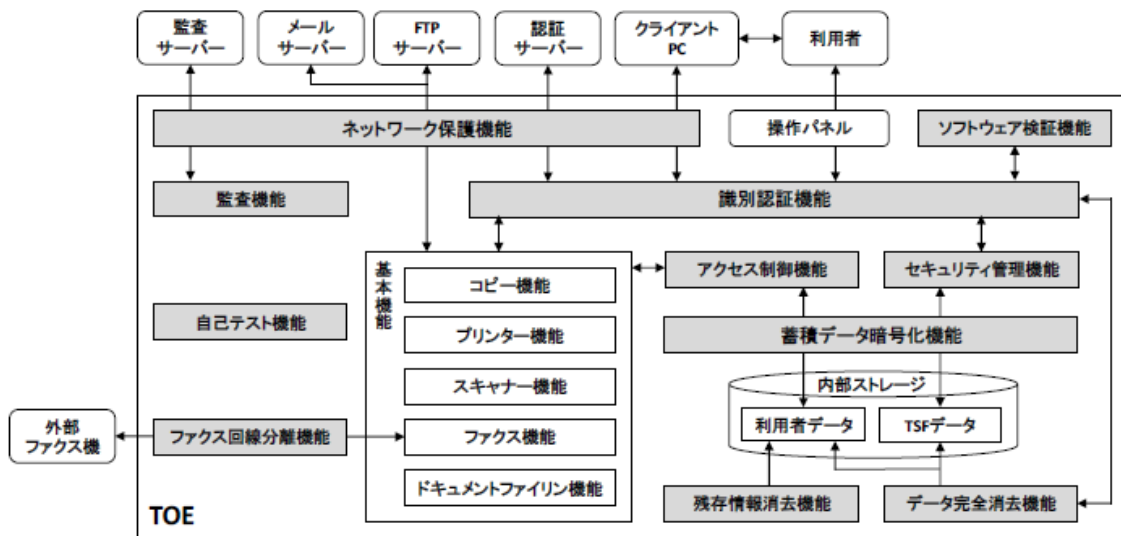 監査
サーバー
メール
サーバー
FTP
サーバー
認証
サーバー
クライアント
PC
利用者
ネットワーク保護機能
操作パネル
ソフトウェア検証機能
監査機能
識別認証機能
基本機能
コピー機能
アクセス制御機能
セキュリティ管理機能
自己テスト機能
プリンター機能
蓄積データ暗号化機能
スキャナー機能
内部ストレージ
外部
ファクス機
ファクス回線分離機能
ファクス機能
利用者データ
TSFデータ
ドキュメントファイリン機能
残存情報消去機能
データ完全消去機能
TOE